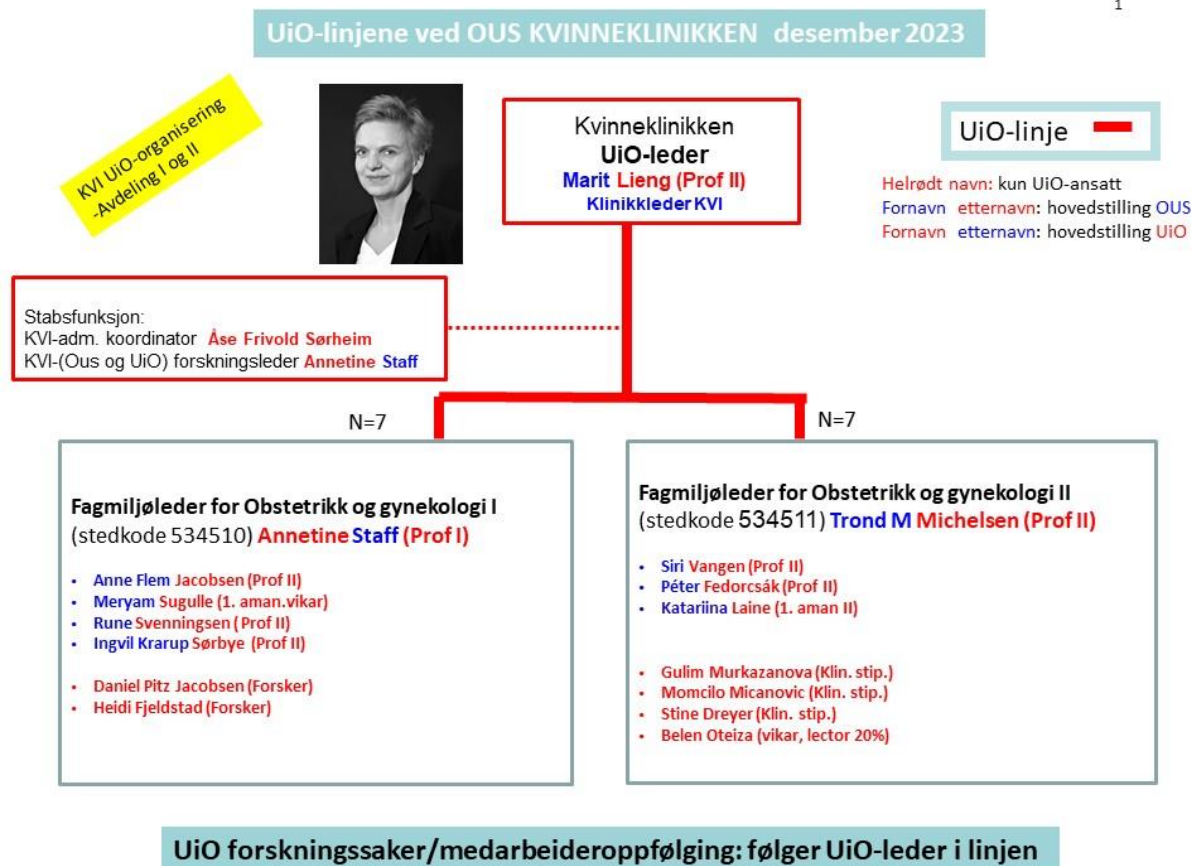 1
UiO-linjene ved OUS KVINNEKLINIKKEN desember 2023
KVI UiO-organisering
-Avdeling I og II
Kvinneklinikken
UiO-leder
Marit Lieng (Prof II)
Klinikkleder KVI
UiO-linje
Helrødt navn: kun UiO-ansatt
Fornavn etternavn: hovedstilling OUS
Fornavn etternavn: hovedstilling UiO
Stabsfunksjon:
KVI-adm. koordinator Åse Frivold Sørheim
KVI-(Ous og UiO) forskningsleder Annetine Staff
N=7
N=7
Fagmiljøleder for Obstetrikk og gynekologi I
(stedkode 534510) Annetine Staff (Prof I)
• Anne Flem Jacobsen (Prof II)
• Meryam Sugulle (1. aman.vikar)
• Rune Svenningsen ( Prof II)
• Ingvil Krarup Sørbye (Prof II)
• Daniel Pitz Jacobsen (Forsker)
• Heidi Fjeldstad (Forsker)
Fagmiljøleder for Obstetrikk og gynekologi II
(stedkode 534511) Trond M Michelsen (Prof II)
• Siri Vangen (Prof II)
• Péter Fedorcsák (Prof II)
• Katariina Laine (1. aman II)
• Gulim Murkazanova (Klin. stip.)
• Momcilo Micanovic (Klin. stip.)
• Stine Dreyer (Klin. stip.)
• Belen Oteiza (vikar, lector 20%)
UiO forskningssaker/medarbeideroppfølging: følger UiO-leder i linjen